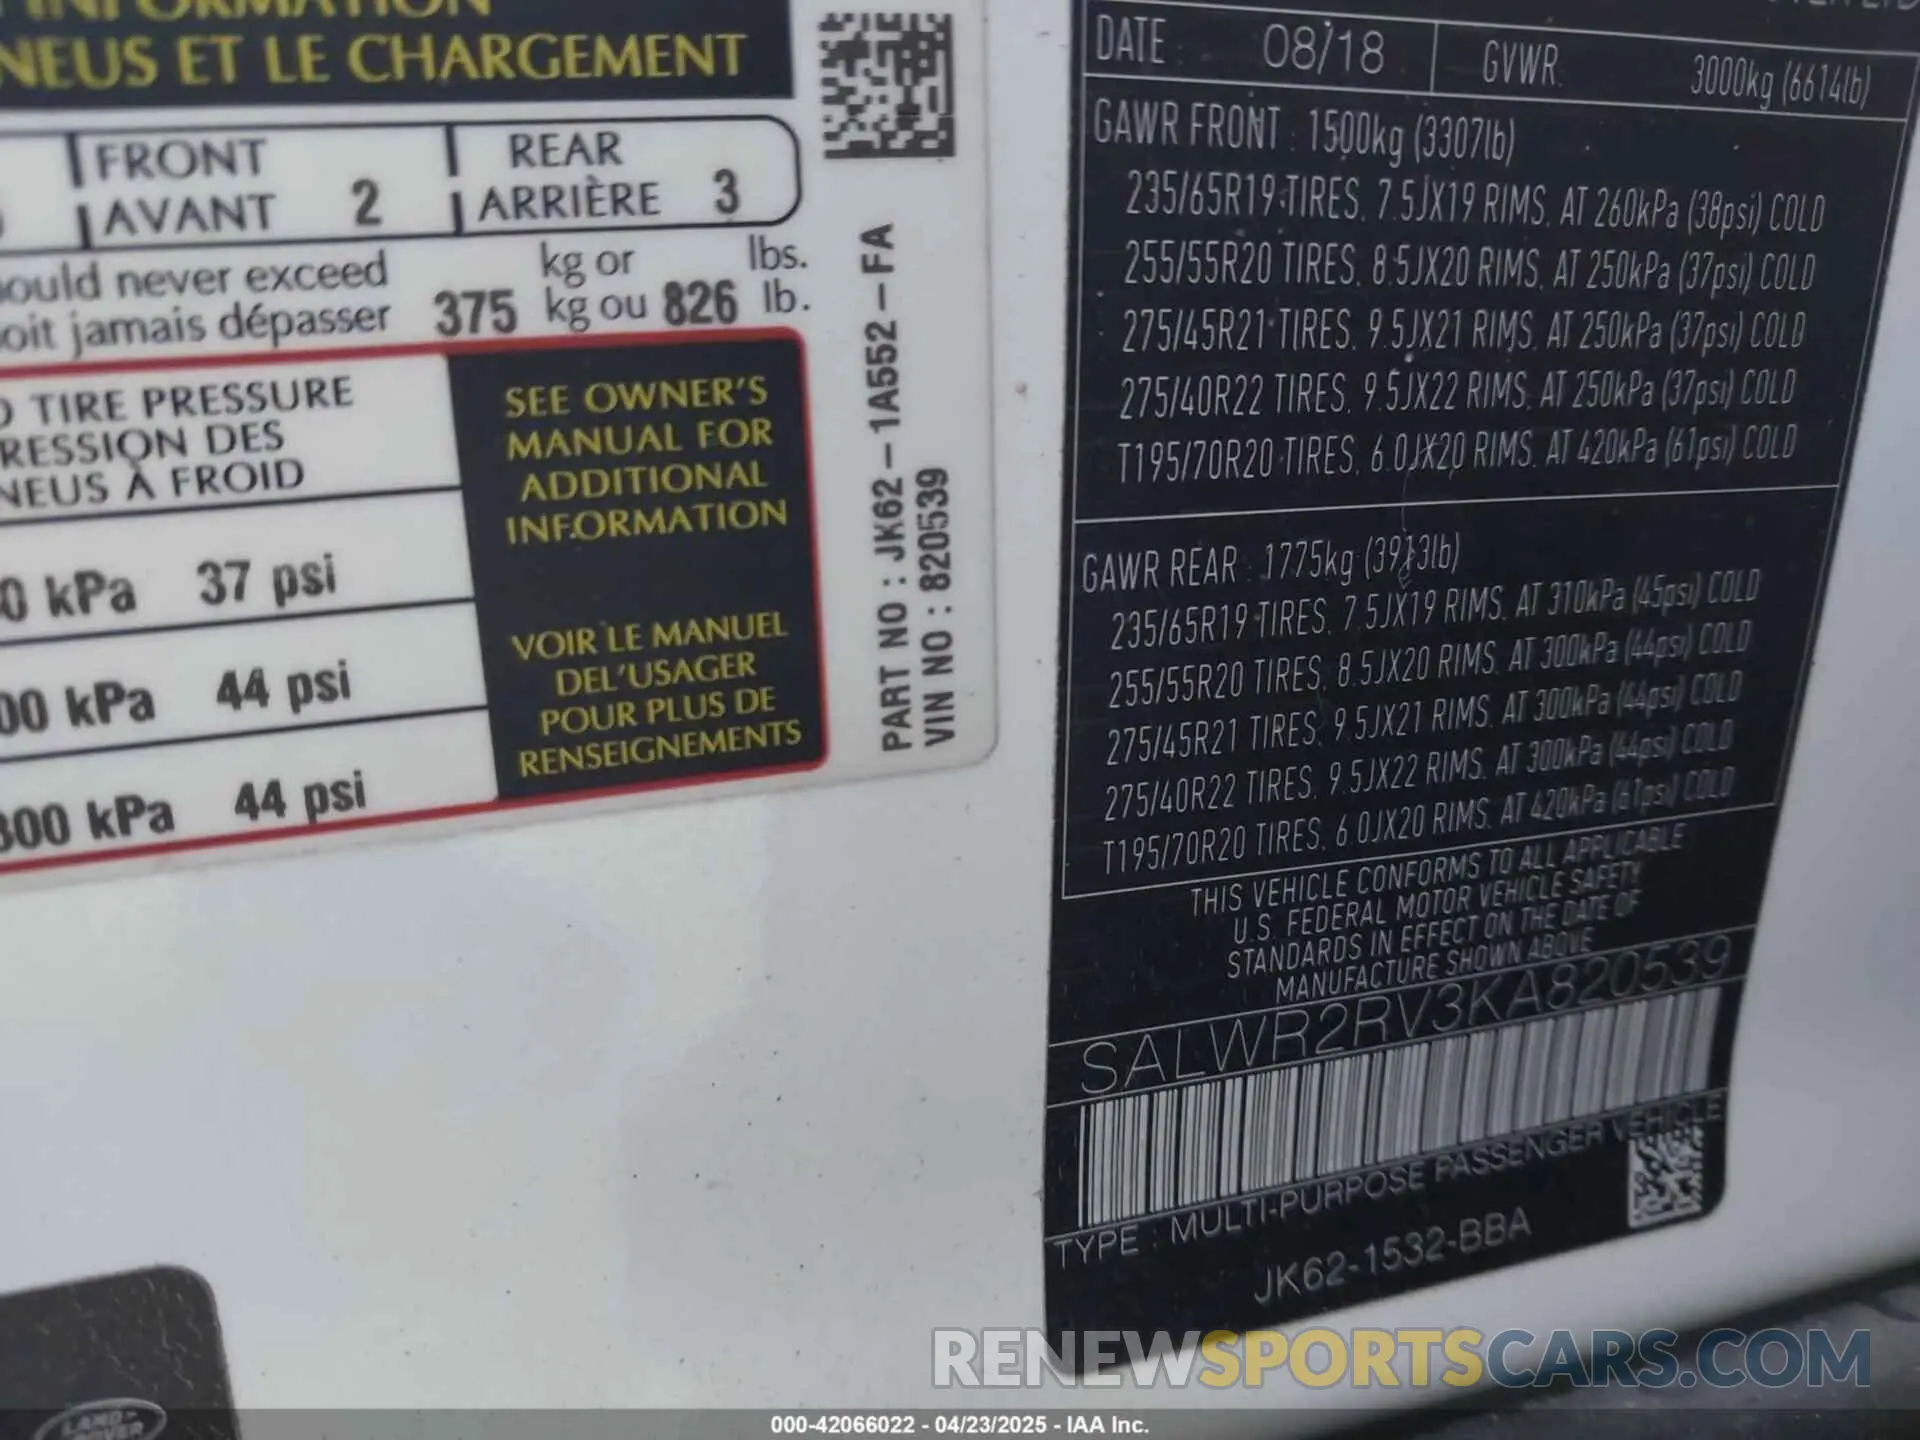 INFORMATION
NEUS ET LE CHARGEMENT
FRONT
AVANT 2
REAR
ARRIÈRE 3
ould never exceed
oit jamais dépasser 375 kg or
kg ou 826 lbs.
lb.
TIRE PRESSURE
RESSION DES
NEUS À FROID
0 kPa 37 psi
00 kPa 44 psi
300 kPa 44 psi
SEE OWNER'S
MANUAL FOR
ADDITIONAL
INFORMATION
VOIR LE MANUEL
DEL'USAGER
POUR PLUS DE
RENSEIGNEMENTS
PART NO : JK62-1A552-FA
VIN NO : 820539
DATE : 08/18 GVWR: 3000kg (6614lb)
GAWR FRONT : 1500kg (3307lb)
235/65R19 TIRES, 7.5JX19 RIMS, AT 260kPa (38psi) COLD
255/55R20 TIRES, 8.5JX20 RIMS, AT 250kPa (37psi) COLD
275/45R21 TIRES, 9.5JX21 RIMS, AT 250kPa (37psi) COLD
275/40R22 TIRES, 9.5JX22 RIMS, AT 250kPa (37psi) COLD
T195/70R20 TIRES, 6.0JX20 RIMS, AT 420kPa (61psi) COLD
GAWR REAR : 1775kg (3913lb)
235/65R19 TIRES, 7.5JX19 RIMS, AT 310kPa (45psi) COLD
255/55R20 TIRES, 8.5JX20 RIMS, AT 300kPa (44psi) COLD
275/45R21 TIRES, 9.5JX21 RIMS, AT 300kPa (44psi) COLD
275/40R22 TIRES, 9.5JX22 RIMS, AT 300kPa (44psi) COLD
T195/70R20 TIRES, 6.0JX20 RIMS, AT 420kPa (61psi) COLD
THIS VEHICLE CONFORMS TO ALL APPLICABLE
U.S. FEDERAL MOTOR VEHICLE SAFETY
STANDARDS IN EFFECT ON THE DATE OF
MANUFACTURE SHOWN ABOVE
SALWR2RV3KA820539
TYPE : MULTI-PURPOSE PASSENGER VEHICLE
JK62-1532-BBA
LAND-
ROVER
RENEWSPORTSCARS.COM
000-42066022 - 04/23/2025 - IAA Inc.